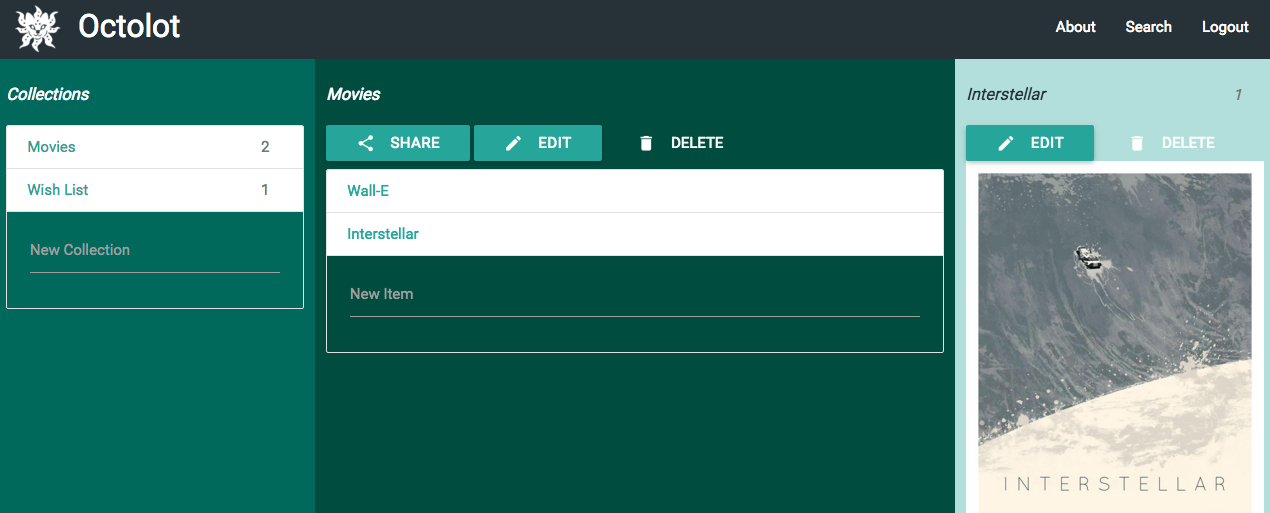 Octolot
About Search Logout
Collections
Movies 2
Wish List 1
New Collection
Movies
SHARE EDIT DELETE
Wall-E
Interstellar
New Item
Interstellar 1
EDIT DELETE
INTERSTELLAR